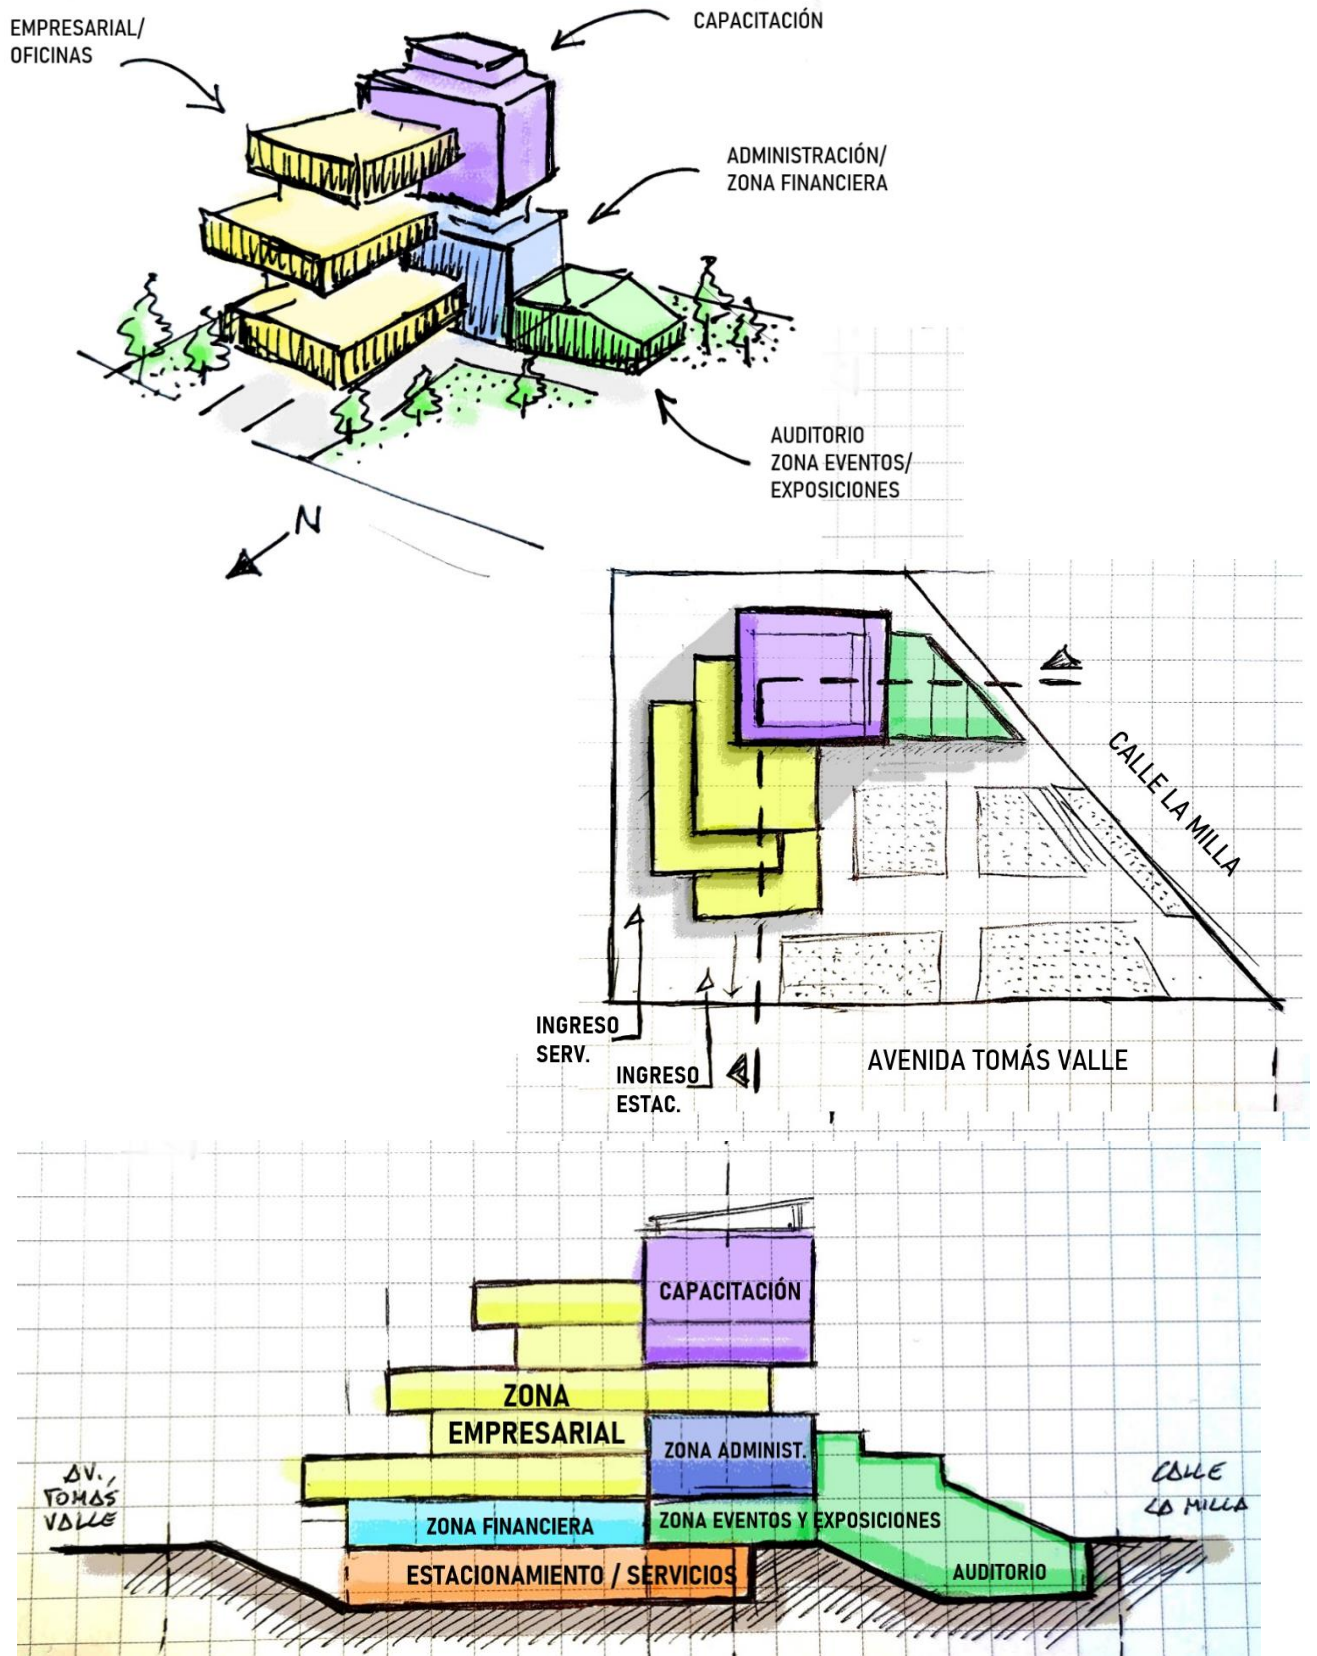 EMPRESARIAL/
OFICINAS
CAPACITACIÓN
ADMINISTRACIÓN/
ZONA FINANCIERA
AUDITORIO
ZONA EVENTOS/
EXPOSICIONES
N
CALLE LA MILLA
INGRESO
SERV.
INGRESO
ESTAC.
AVENIDA TOMÁS VALLE
CAPACITACIÓN
ZONA
EMPRESARIAL
ZONA ADMINIST.
AV.,
TOMAS
VALLE
CALLE
LA MILLA
ZONA FINANCIERA
ZONA EVENTOS Y EXPOSICIONES
ESTACIONAMIENTO / SERVICIOS
AUDITORIO